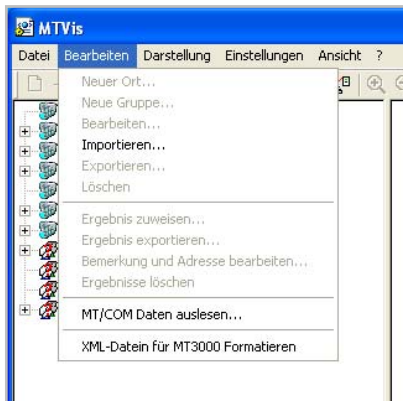 MTVis
Datei Bearbeiten Darstellung Einstellungen Ansicht ?
Neuer Ort...
Neue Gruppe...
Bearbeiten...
Importieren...
Exportieren...
Löschen
Ergebnis zuweisen...
Ergebnis exportieren...
Bemerkung und Adresse bearbeiten...
Ergebnisse löschen
MT/COM Daten auslesen...
XML-Datein für MT3000 Formatieren